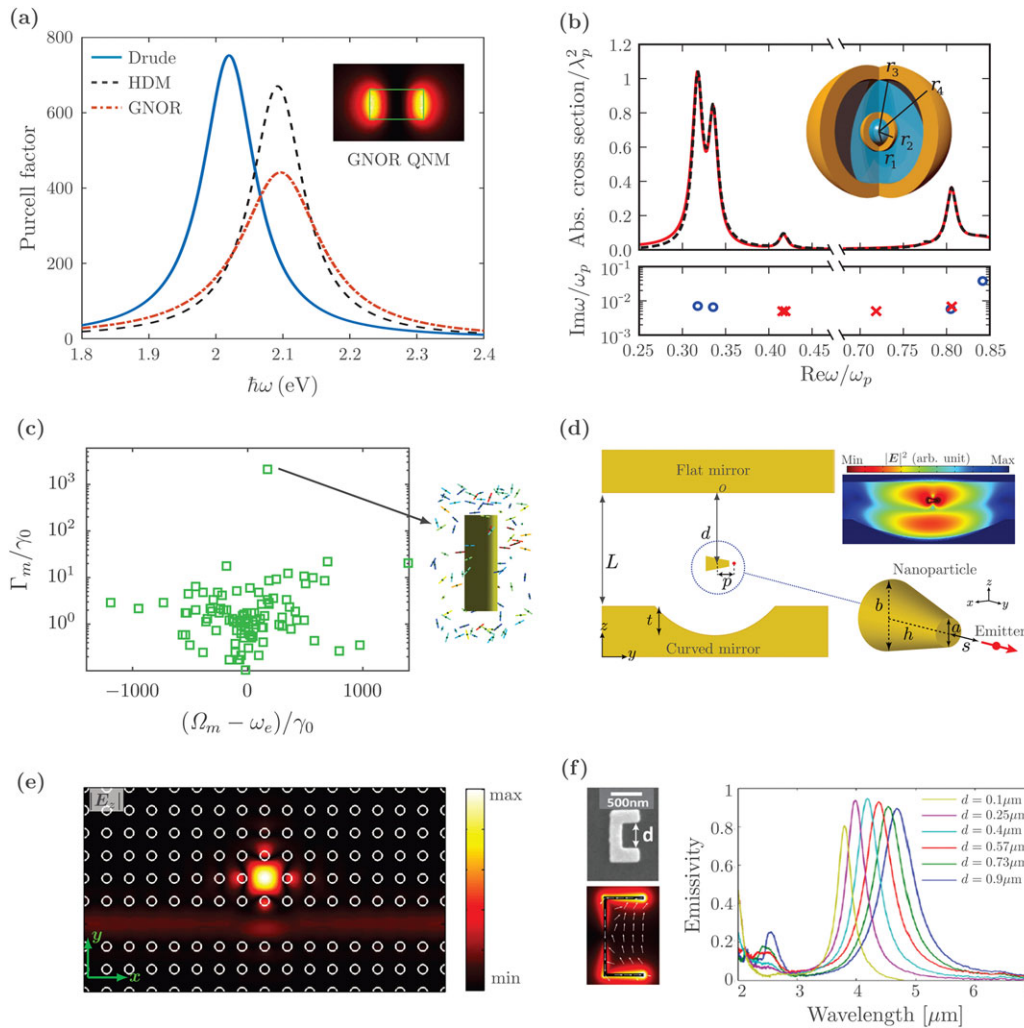 (a)
800
600
400
200
0
Purcell factor
Drude
HDM
GNOR
GNOR QNM
1.8
1.9
2
2.1
2.2
2.3
2.4
ħω (eV)
(b)
1.2
1.0
0.8
0.6
0.4
0.2
0.0
Abs. cross section/λ²ₚ
r₃
r₄
r₂
r₁
10⁻¹
10⁻²
10⁻³
Imω/ωₚ
0.25
0.30
0.35
0.40
0.45
0.70
0.75
0.80
0.85
Reω/ωₚ
(c)
10³
10²
10¹
10⁰
Γₘ/γ₀
−1000
0
1000
(Ωₘ − ωₑ)/γ₀
(d)
Flat mirror
o
d
L
p
t
z
y
Curved mirror
Min |E|² (arb. unit) Max
Nanoparticle
z
x
y
b
h
a
s
Emitter
(e)
|E_z|
y
x
max
min
(f)
500nm
d
1
0.8
0.6
0.4
0.2
0
Emissivity
d = 0.1μm
d = 0.25μm
d = 0.4μm
d = 0.57μm
d = 0.73μm
d = 0.9μm
2
3
4
5
6
Wavelength [μm]